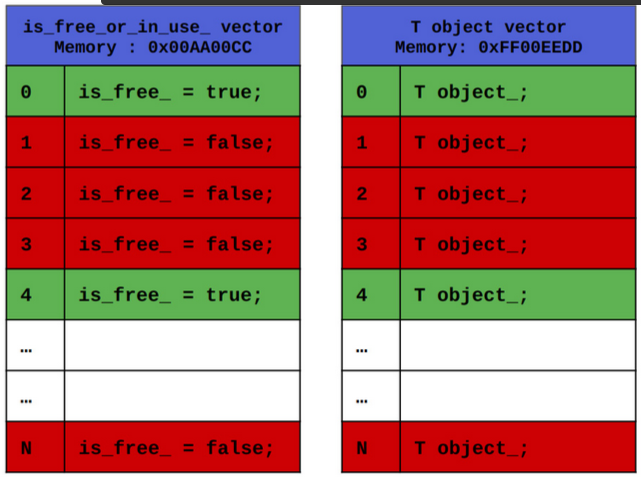 is_free_or_in_use_ vector
Memory : 0x00AA00CC
0 is_free_ = true;
1 is_free_ = false;
2 is_free_ = false;
3 is_free_ = false;
4 is_free_ = true;
…
…
N is_free_ = false;
T object vector
Memory: 0xFF00EEDD
0 T object_;
1 T object_;
2 T object_;
3 T object_;
4 T object_;
…
…
N T object_;